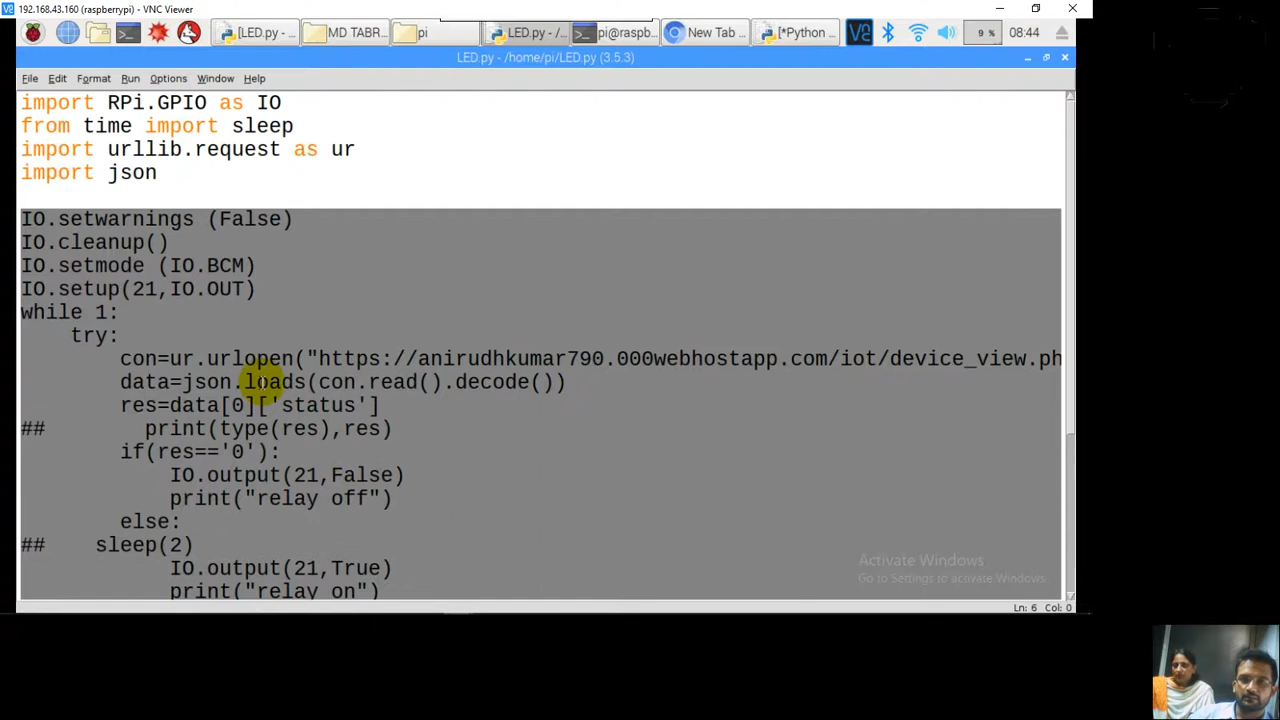 192.168.43.160 (raspberrypi) - VNC Viewer
[LED.py - ...
MD TABR...
pi
LED.py - /...
pi@raspb...
New Tab ...
[*Python ...
9 %
08:44
LED.py - /home/pi/LED.py (3.5.3)
File Edit Format Run Options Window Help
import RPi.GPIO as IO
from time import sleep
import urllib.request as ur
import json
IO.setwarnings (False)
IO.cleanup()
IO.setmode (IO.BCM)
IO.setup(21,IO.OUT)
while 1:
    try:
        con=ur.urlopen("https://anirudhkumar790.000webhostapp.com/iot/device_view.ph
        data=json.loads(con.read().decode())
        res=data[0]['status']
##        print(type(res),res)
        if(res=='0'):
            IO.output(21,False)
            print("relay off")
        else:
##    sleep(2)
            IO.output(21,True)
            print("relay on")
Activate Windows
Go to Settings to activate Windows.
Ln: 6 Col: 0